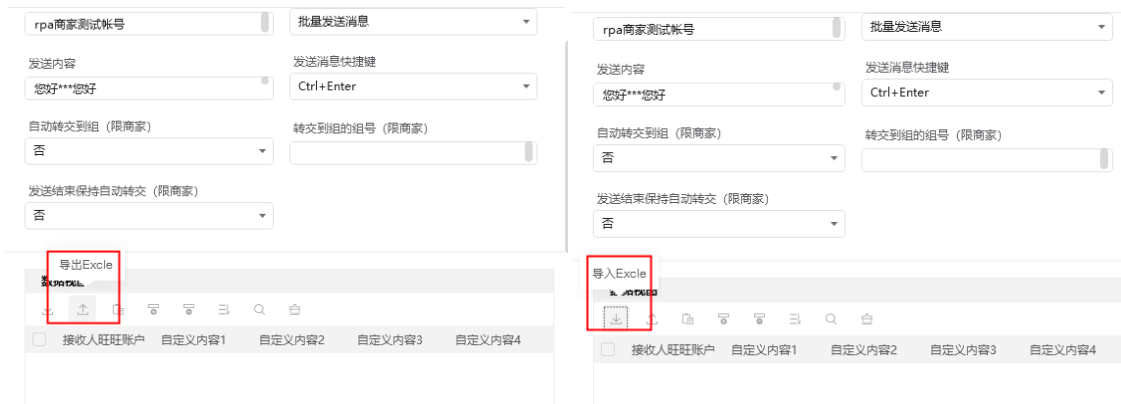 rpa商家测试帐号
批量发送消息
发送内容
发送消息快捷键
您好***您好
Ctrl+Enter
自动转交到组（限商家）
转交到组的组号（限商家）
否
发送结束保持自动转交（限商家）
否
导出Excle
数据视图
接收人旺旺账户 自定义内容1 自定义内容2 自定义内容3 自定义内容4
rpa商家测试帐号
批量发送消息
发送内容
发送消息快捷键
您好***您好
Ctrl+Enter
自动转交到组（限商家）
转交到组的组号（限商家）
否
发送结束保持自动转交（限商家）
否
导入Excle
数据视图
接收人旺旺账户 自定义内容1 自定义内容2 自定义内容3 自定义内容4